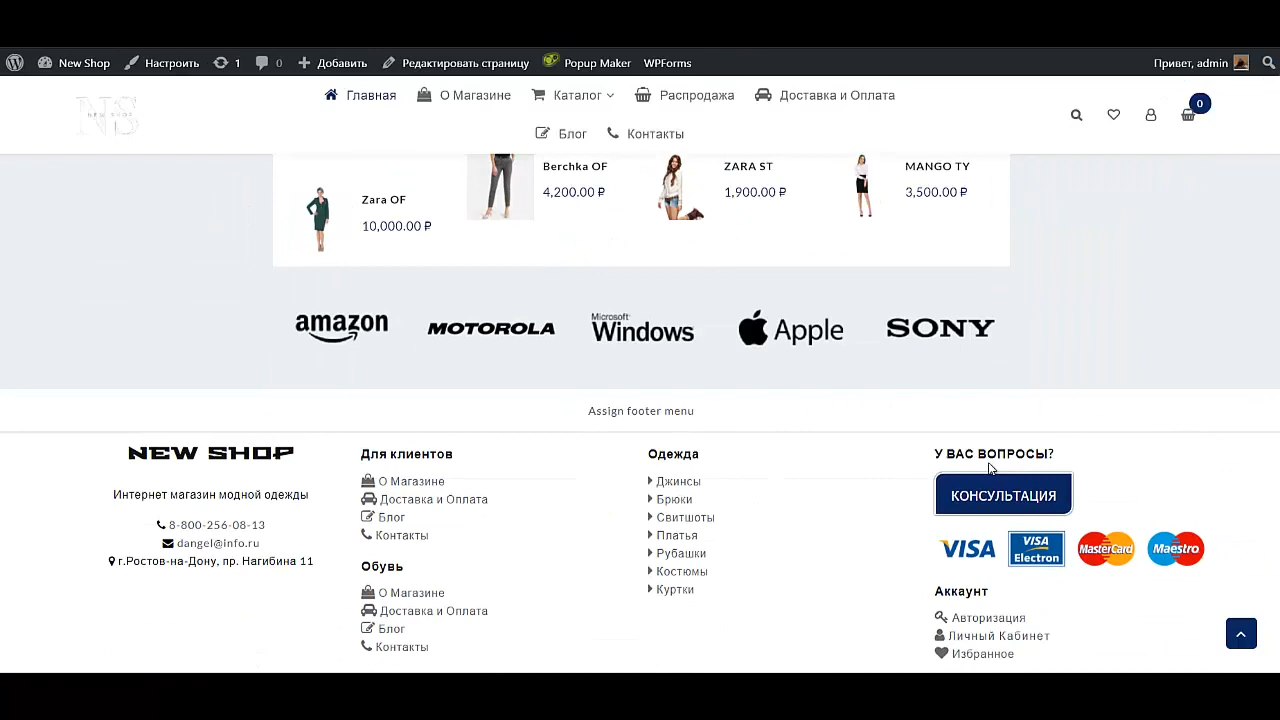 New Shop 1 0 Добавить Редактировать страницу Popup Maker WPForms Привет, admin
Настроить
NS
NEW SHOP
Главная О Магазине Каталог Распродажа Доставка и Оплата
Блог Контакты
0
Zara OF
10,000.00 ₽
Berchka OF
4,200.00 ₽
ZARA ST
1,900.00 ₽
MANGO TY
3,500.00 ₽
amazon
MOTOROLA
Microsoft
Windows
Apple
SONY
Assign footer menu
NEW SHOP
Интернет магазин модной одежды
8-800-256-08-13
dangel@info.ru
г.Ростов-на-Дону, пр. Нагибина 11
Для клиентов
О Магазине
Доставка и Оплата
Блог
Контакты
Обувь
О Магазине
Доставка и Оплата
Блог
Контакты
Одежда
Джинсы
Брюки
Свитшоты
Платья
Рубашки
Костюмы
Куртки
У ВАС ВОПРОСЫ?
КОНСУЛЬТАЦИЯ
VISA
VISA
Electron
MasterCard
Maestro
Аккаунт
Авторизация
Личный Кабинет
Избранное